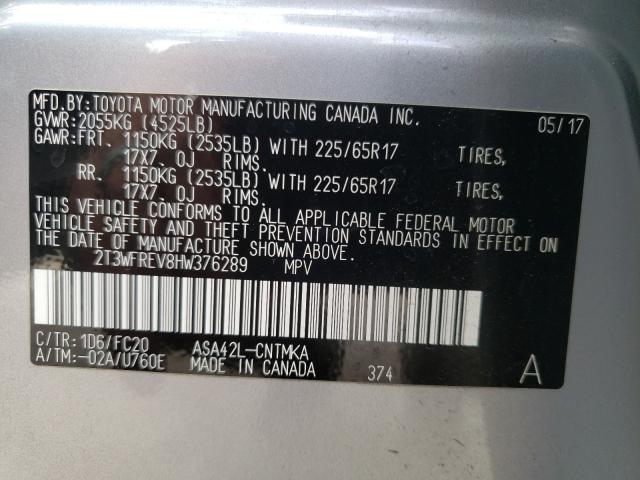 MFD.BY:TOYOTA MOTOR MANUFACTURING CANADA INC.
GVWR:2055KG (4525LB) 05/17
GAWR:FRT. 1150KG (2535LB) WITH 225/65R17 TIRES,
17X7.0J RIMS.
RR. 1150KG (2535LB) WITH 225/65R17 TIRES,
17X7.0J RIMS.
THIS VEHICLE CONFORMS TO ALL APPLICABLE FEDERAL MOTOR
VEHICLE SAFETY AND THEFT PREVENTION STANDARDS IN EFFECT ON
THE DATE OF MANUFACTURE SHOWN ABOVE.
2T3WFREV8HW376289 MPV
C/TR:1D6/FC20 ASA42L-CNTMKA
A/TM:-02A/U760E MADE IN CANADA 374 A